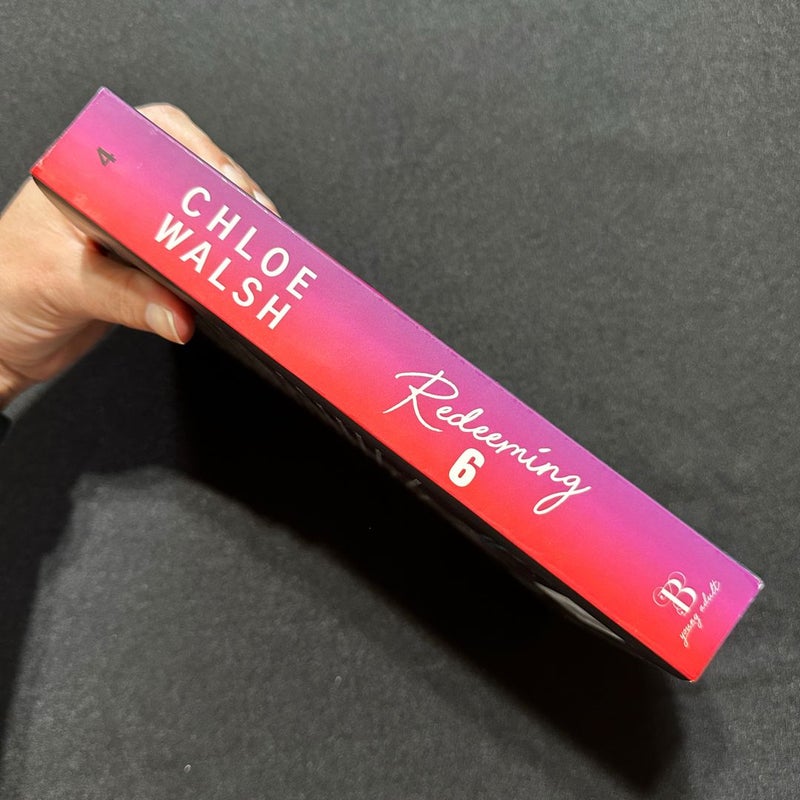 4
CHLOE
WALSH
Redeeming
6
B
young adult